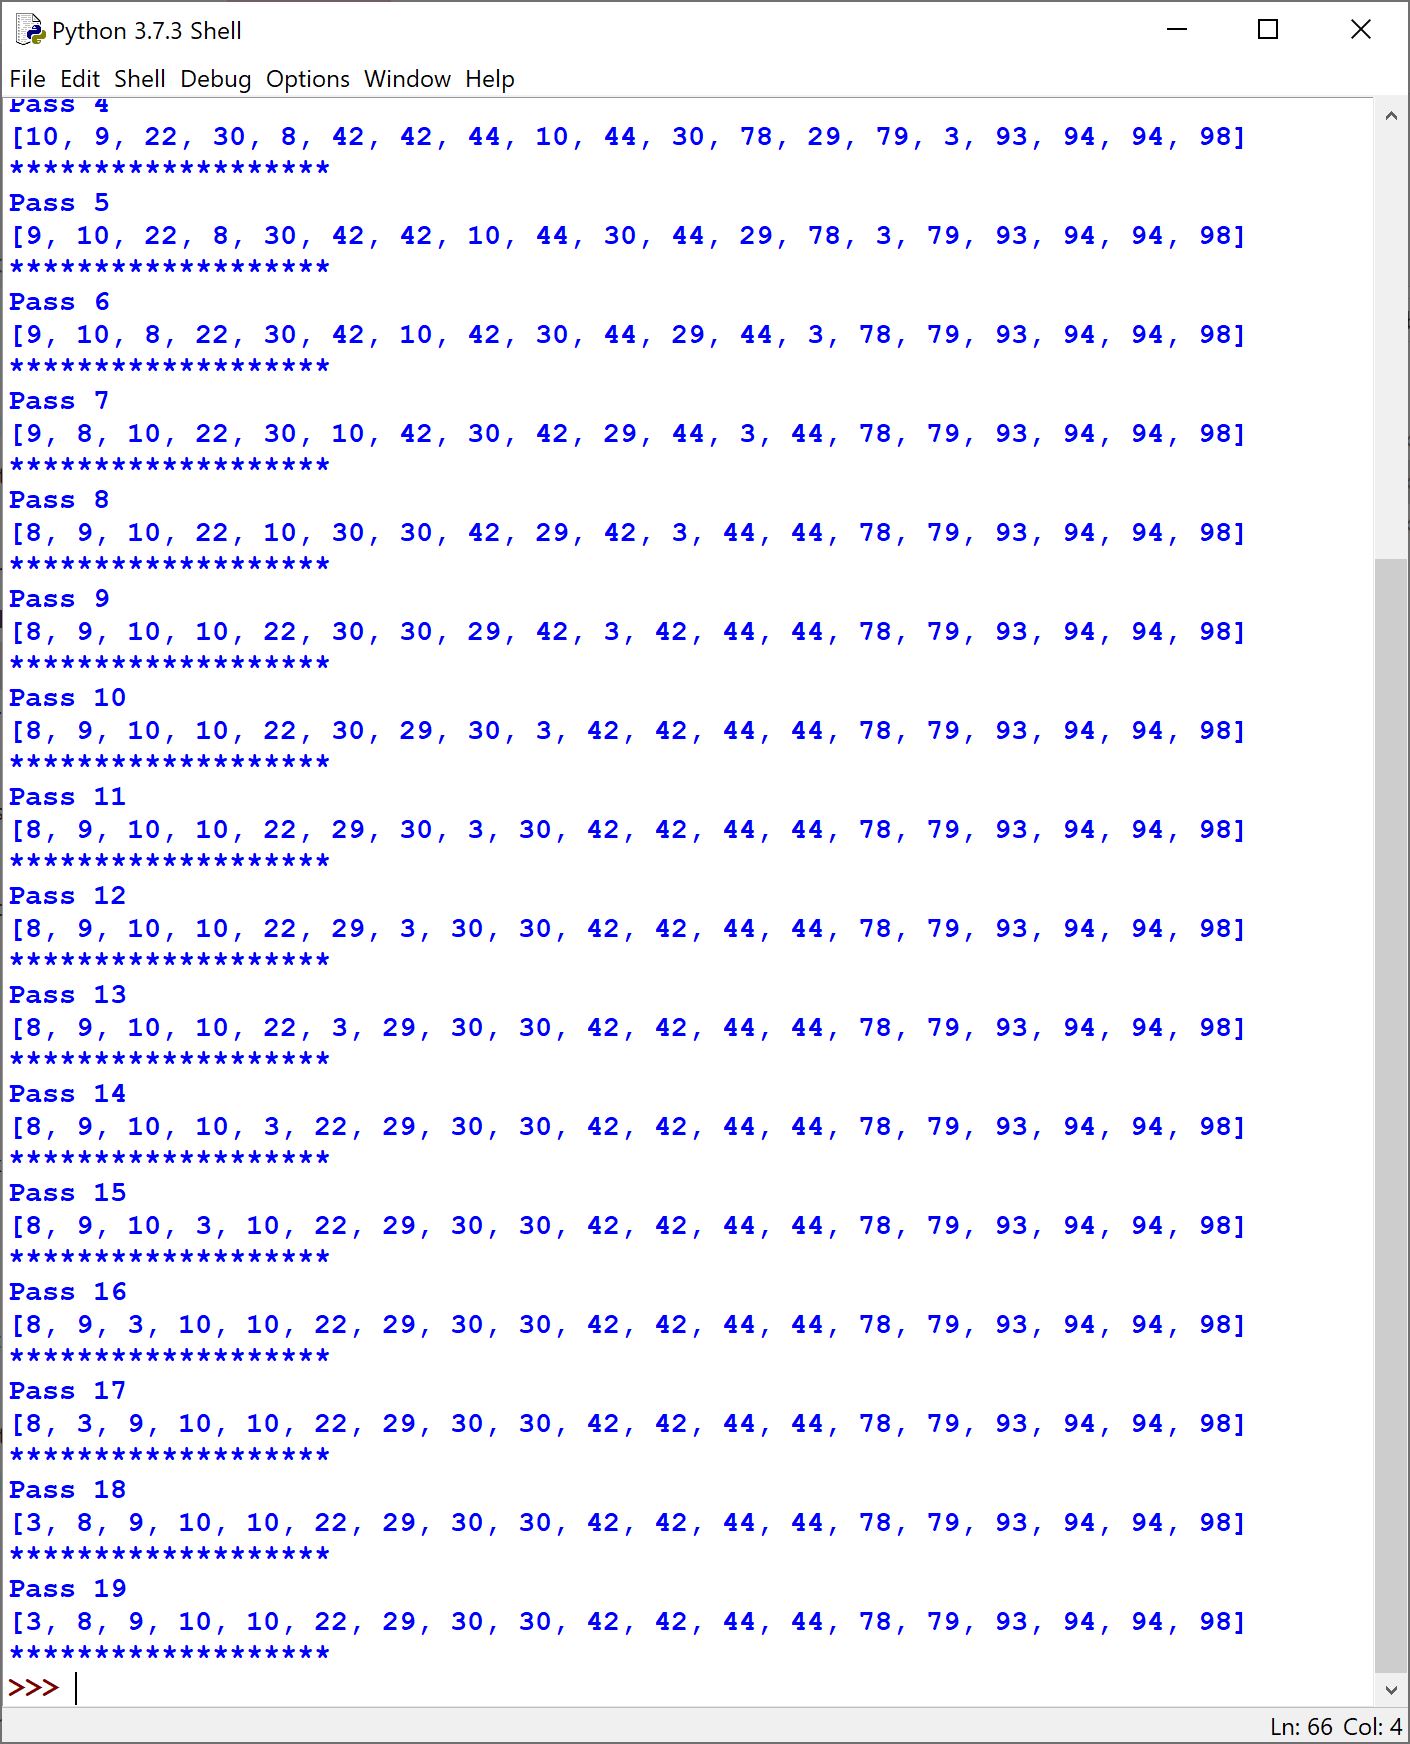 Python 3.7.3 Shell
File Edit Shell Debug Options Window Help
Pass 4
[10, 9, 22, 30, 8, 42, 42, 44, 10, 44, 30, 78, 29, 79, 3, 93, 94, 94, 98]
*******************
Pass 5
[9, 10, 22, 8, 30, 42, 42, 10, 44, 30, 44, 29, 78, 3, 79, 93, 94, 94, 98]
*******************
Pass 6
[9, 10, 8, 22, 30, 42, 10, 42, 30, 44, 29, 44, 3, 78, 79, 93, 94, 94, 98]
*******************
Pass 7
[9, 8, 10, 22, 30, 10, 42, 30, 42, 29, 44, 3, 44, 78, 79, 93, 94, 94, 98]
*******************
Pass 8
[8, 9, 10, 22, 10, 30, 30, 42, 29, 42, 3, 44, 44, 78, 79, 93, 94, 94, 98]
*******************
Pass 9
[8, 9, 10, 10, 22, 30, 30, 29, 42, 3, 42, 44, 44, 78, 79, 93, 94, 94, 98]
*******************
Pass 10
[8, 9, 10, 10, 22, 30, 29, 30, 3, 42, 42, 44, 44, 78, 79, 93, 94, 94, 98]
*******************
Pass 11
[8, 9, 10, 10, 22, 29, 30, 3, 30, 42, 42, 44, 44, 78, 79, 93, 94, 94, 98]
*******************
Pass 12
[8, 9, 10, 10, 22, 29, 3, 30, 30, 42, 42, 44, 44, 78, 79, 93, 94, 94, 98]
*******************
Pass 13
[8, 9, 10, 10, 22, 3, 29, 30, 30, 42, 42, 44, 44, 78, 79, 93, 94, 94, 98]
*******************
Pass 14
[8, 9, 10, 10, 3, 22, 29, 30, 30, 42, 42, 44, 44, 78, 79, 93, 94, 94, 98]
*******************
Pass 15
[8, 9, 10, 3, 10, 22, 29, 30, 30, 42, 42, 44, 44, 78, 79, 93, 94, 94, 98]
*******************
Pass 16
[8, 9, 3, 10, 10, 22, 29, 30, 30, 42, 42, 44, 44, 78, 79, 93, 94, 94, 98]
*******************
Pass 17
[8, 3, 9, 10, 10, 22, 29, 30, 30, 42, 42, 44, 44, 78, 79, 93, 94, 94, 98]
*******************
Pass 18
[3, 8, 9, 10, 10, 22, 29, 30, 30, 42, 42, 44, 44, 78, 79, 93, 94, 94, 98]
*******************
Pass 19
[3, 8, 9, 10, 10, 22, 29, 30, 30, 42, 42, 44, 44, 78, 79, 93, 94, 94, 98]
*******************
>>>
Ln: 66 Col: 4